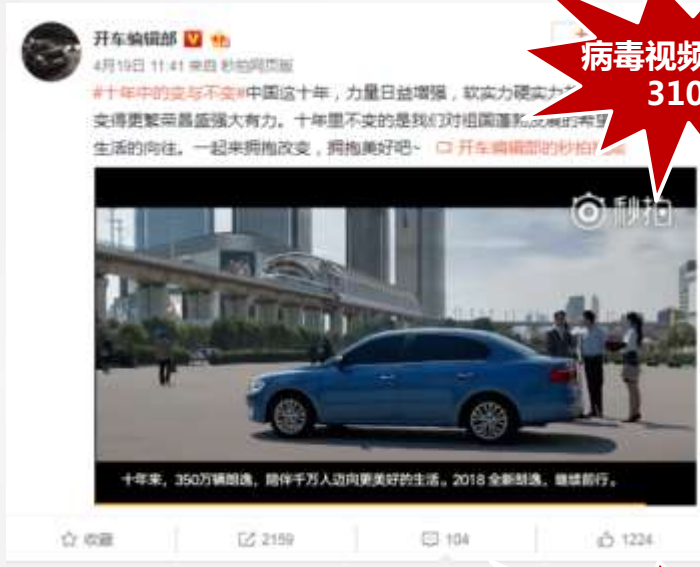 开车编辑部
病毒视频
310
4月19日 11:41 来自 秒拍网页版
#十年中的变与不变#中国这十年，力量日益增强，软实力硬实力
变得更繁荣昌盛强大有力。十年里不变的是我们对祖国蓬勃发展的希望
生活的向往。一起来拥抱改变，拥抱美好吧~ 开车编辑部的秒拍
秒拍
十年来，350万辆朗逸，陪伴千万人迈向更美好的生活。2018 全新朗逸，继续前行。
收藏
2159
104
1224